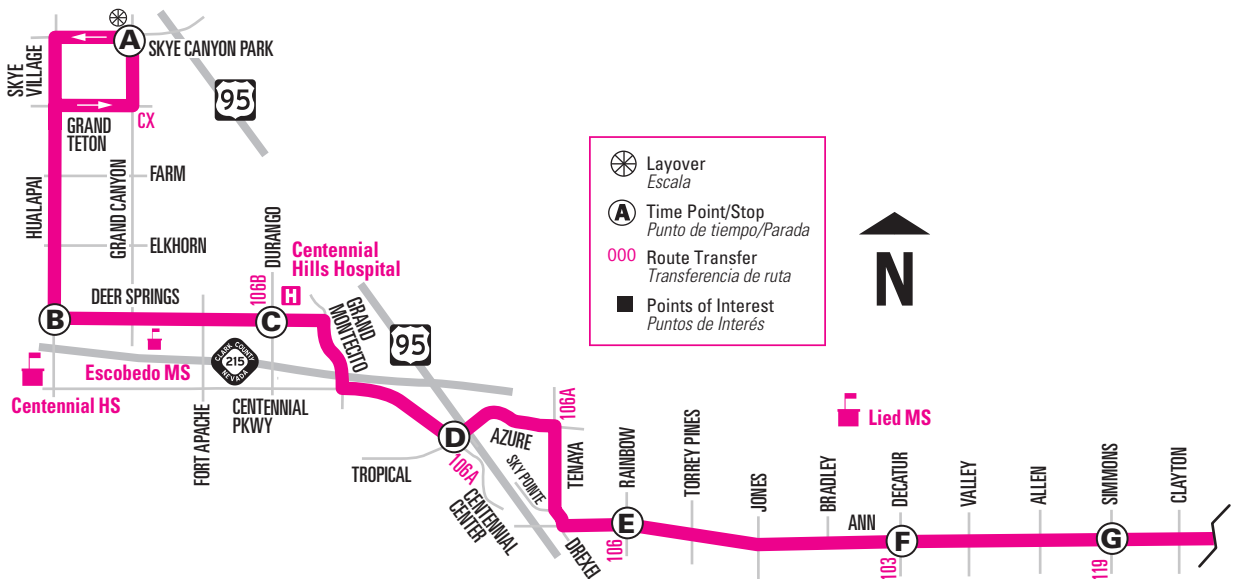 A
SKYE CANYON PARK
SKYE
VILLAGE
95
CX
GRAND
TETON
HUALAPAI
GRAND CANYON
FARM
ELKHORN
DURANGO
106B
Centennial
Hills Hospital
H
DEER SPRINGS
B
C
GRAND
MONTECITO
95
CLARK COUNTY
215
NEVADA
Escobedo MS
Centennial HS
FORT APACHE
CENTENNIAL
PKWY
D
106A
TROPICAL
CENTENNIAL
CENTER
AZURE
SKY POINTE
106A
TENAYA
DREXEL
RAINBOW
E
106
TORREY PINES
JONES
BRADLEY
ANN
DECATUR
F
103
VALLEY
ALLEN
SIMMONS
G
119
CLAYTON
Lied MS
Layover
Escala
A
Time Point/Stop
Punto de tiempo/Parada
000
Route Transfer
Transferencia de ruta
Points of Interest
Puntos de Interés
N